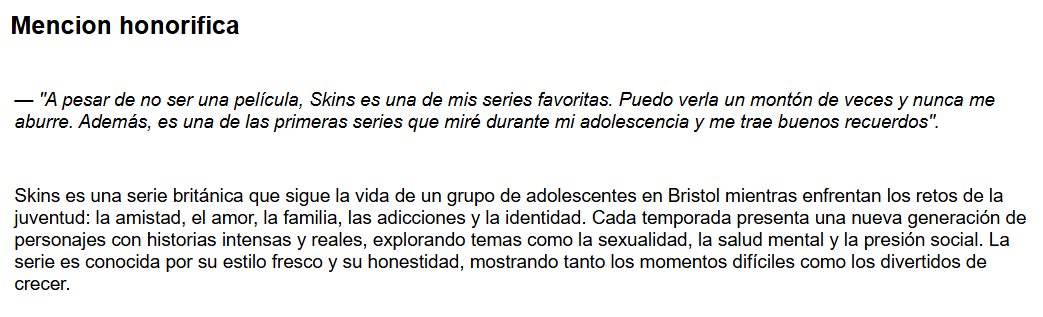 Mencion honorifica
— "A pesar de no ser una película, Skins es una de mis series favoritas. Puedo verla un montón de veces y nunca me
aburre. Además, es una de las primeras series que miré durante mi adolescencia y me trae buenos recuerdos".
Skins es una serie británica que sigue la vida de un grupo de adolescentes en Bristol mientras enfrentan los retos de la
juventud: la amistad, el amor, la familia, las adicciones y la identidad. Cada temporada presenta una nueva generación de
personajes con historias intensas y reales, explorando temas como la sexualidad, la salud mental y la presión social. La
serie es conocida por su estilo fresco y su honestidad, mostrando tanto los momentos difíciles como los divertidos de
crecer.